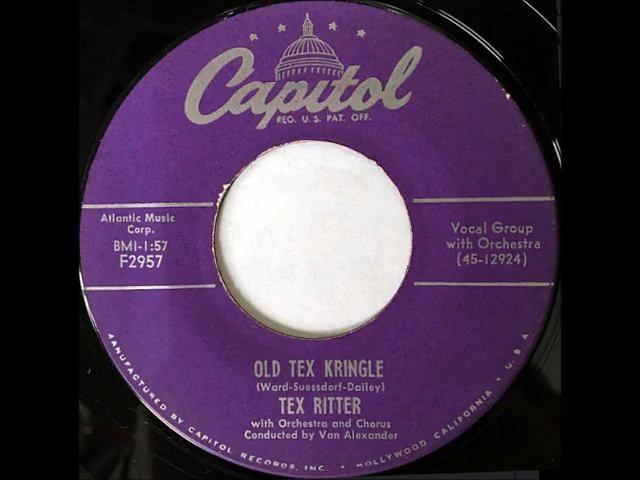 Capitol
REG. U.S. PAT. OFF.
Atlantic Music
Corp.
BMI-1:57
F2957
Vocal Group
with Orchestra
(45-12924)
OLD TEX KRINGLE
(Ward-Suessdorf-Dailey)
TEX RITTER
with Orchestra and Chorus
Conducted by Van Alexander
MANUFACTURED BY CAPITOL RECORDS, INC. • HOLLYWOOD, CALIFORNIA • U.S.A.